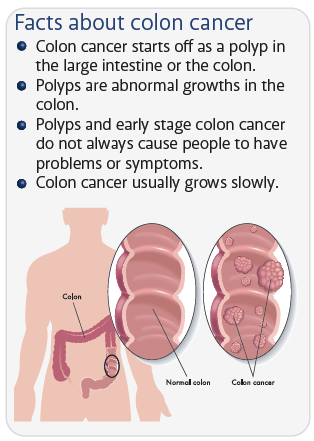 Facts about colon cancer
Colon cancer starts off as a polyp in
the large intestine or the colon.
Polyps are abnormal growths in the
colon.
Polyps and early stage colon cancer
do not always cause people to have
problems or symptoms.
Colon cancer usually grows slowly.
Colon
Normal colon
Colon cancer